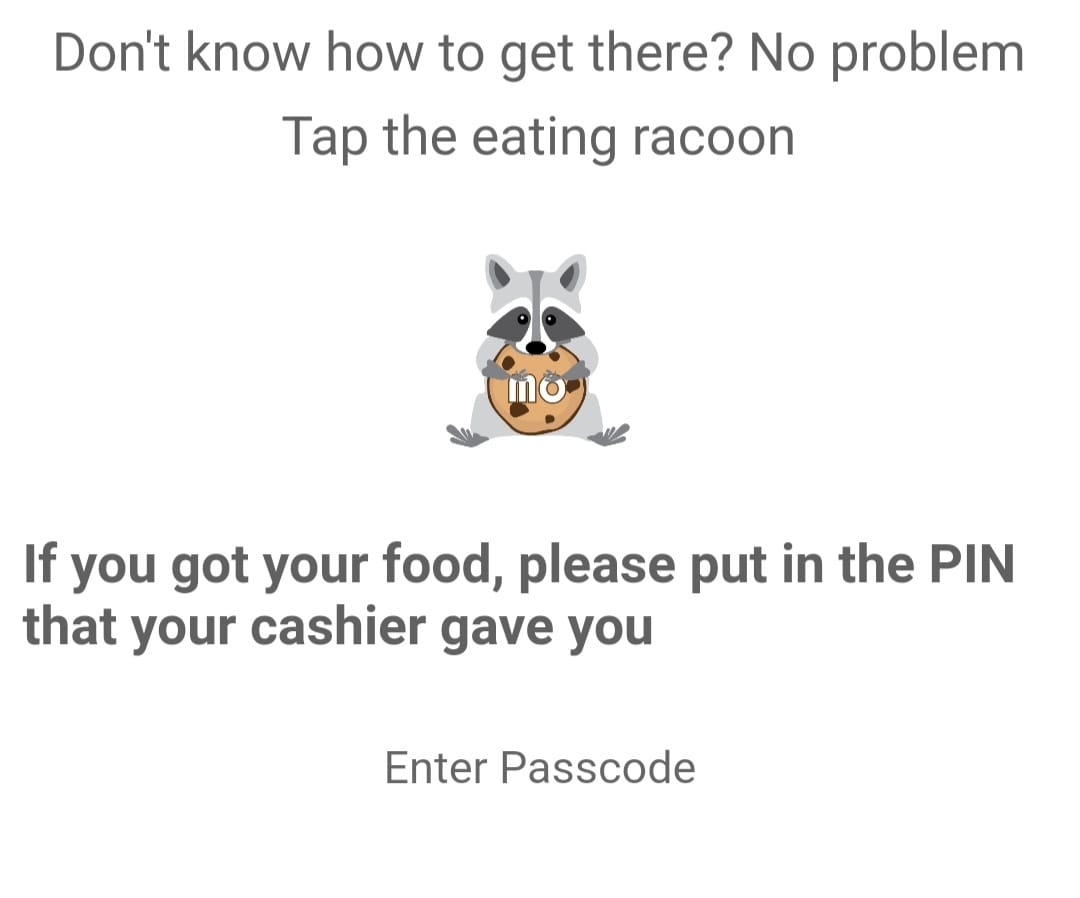 Don't know how to get there? No problem
Tap the eating racoon
mo
If you got your food, please put in the PIN
that your cashier gave you
Enter Passcode